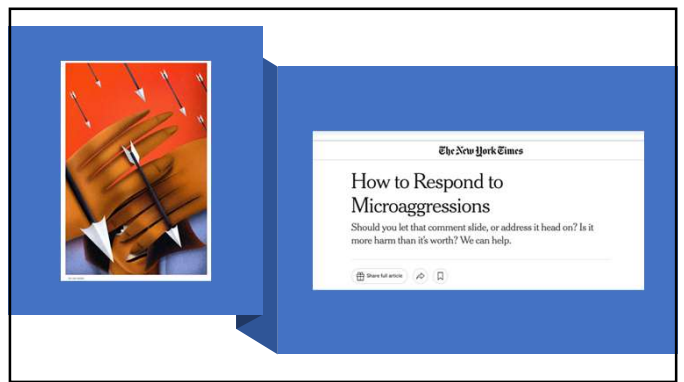 The New York Times
How to Respond to
Microaggressions
Should you let that comment slide, or address it head on? Is it
more harm than it's worth? We can help.
Share full article